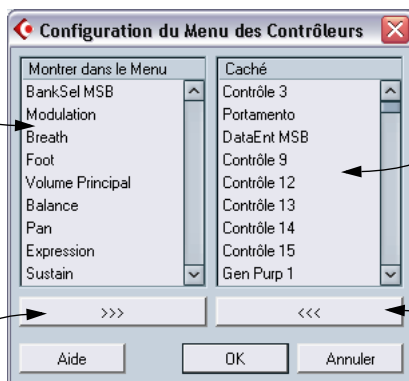 Configuration du Menu des Contrôleurs
Montrer dans le Menu
BankSel MSB
Modulation
Breath
Foot
Volume Principal
Balance
Pan
Expression
Sustain
Caché
Contrôle 3
Portamento
DataEnt MSB
Contrôle 9
Contrôle 12
Contrôle 13
Contrôle 14
Contrôle 15
Gen Purp 1
>>>
<<<
Aide
OK
Annuler